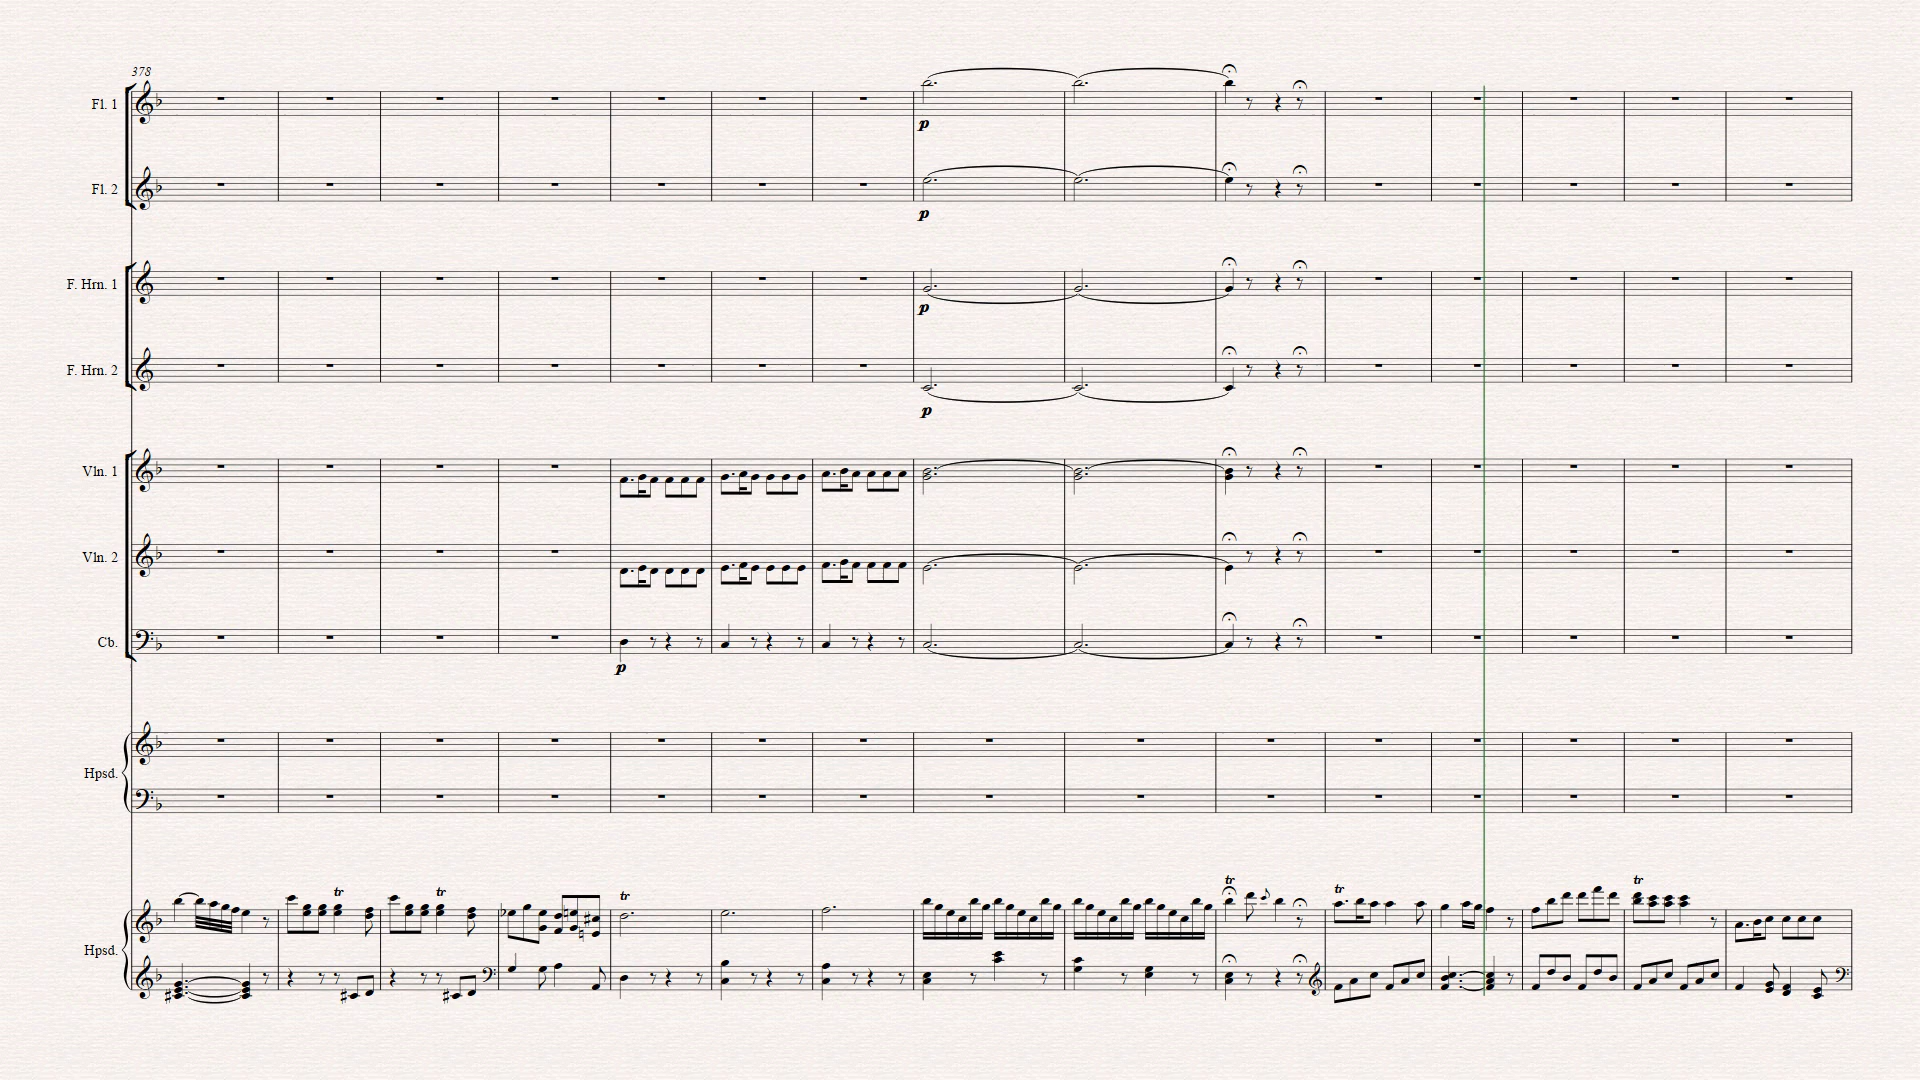 378
Fl. 1
p
Fl. 2
p
F. Hrn. 1
p
F. Hrn. 2
p
Vln. 1
Vln. 2
Cb.
p
Hpsd.
tr tr tr tr tr tr
Hpsd.